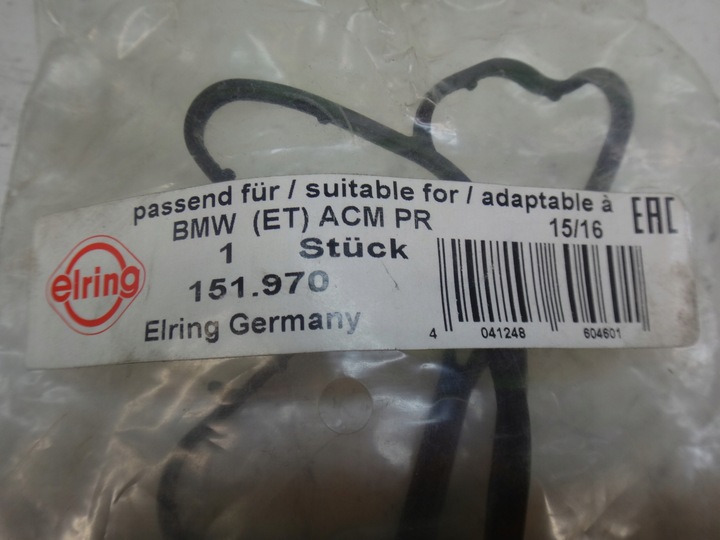 passend für / suitable for / adaptable à
EAC
BMW (ET) ACM PR
15/16
1 Stück
elring
151.970
Elring Germany
4 041248 604601